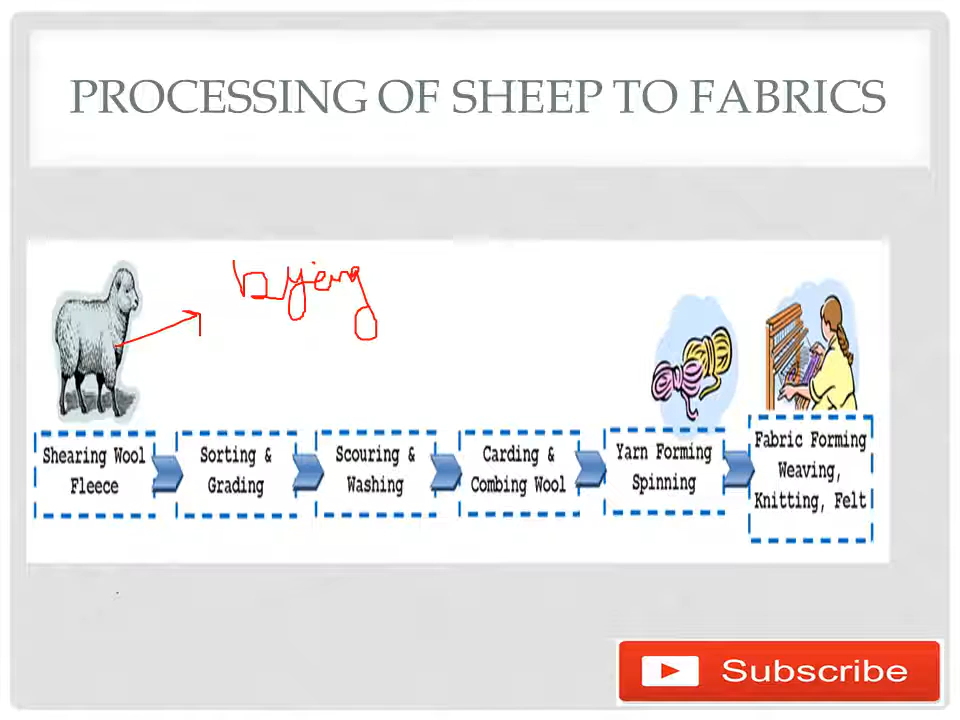 PROCESSING OF SHEEP TO FABRICS
Shearing Wool
Fleece
Sorting &
Grading
Scouring &
Washing
Carding &
Combing Wool
Yarn Forming
Spinning
Fabric Forming
Weaving,
Knitting, Felt
Subscribe